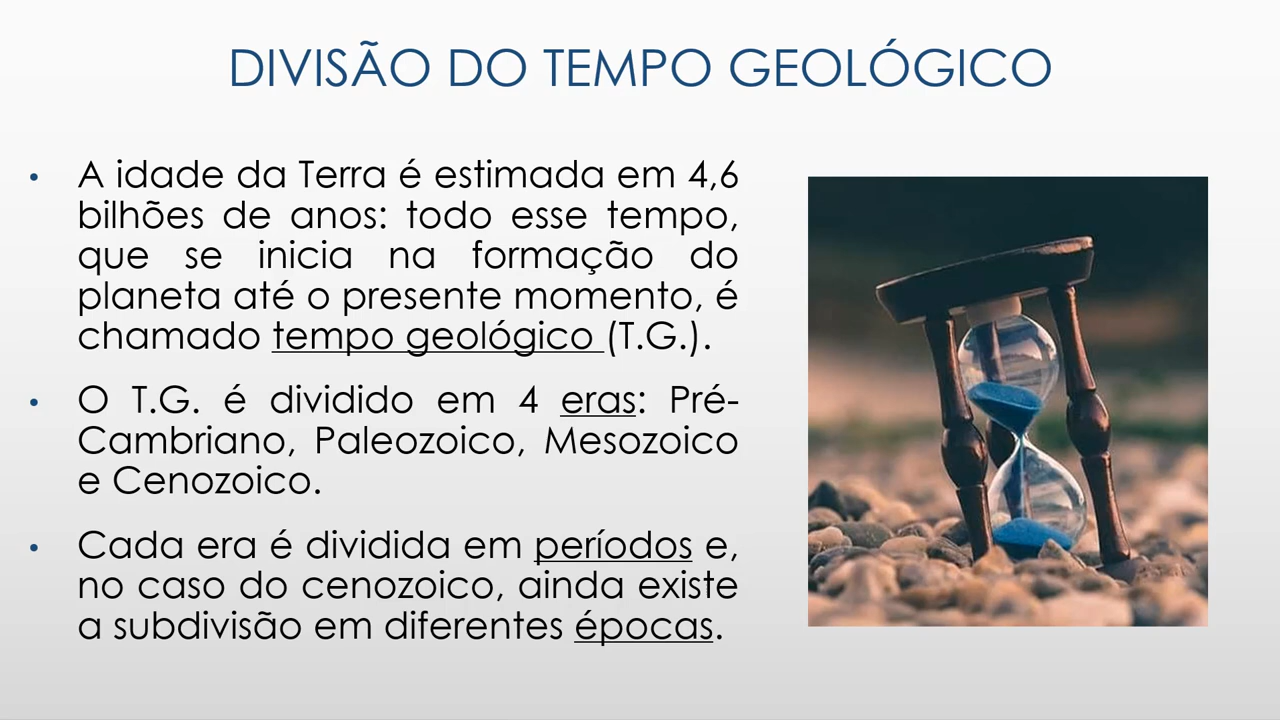 DIVISÃO DO TEMPO GEOLÓGICO
• A idade da Terra é estimada em 4,6
bilhões de anos: todo esse tempo,
que se inicia na formação do
planeta até o presente momento, é
chamado tempo geológico (T.G.).
• O T.G. é dividido em 4 eras: Pré-
Cambriano, Paleozoico, Mesozoico
e Cenozoico.
• Cada era é dividida em períodos e,
no caso do cenozoico, ainda existe
a subdivisão em diferentes épocas.